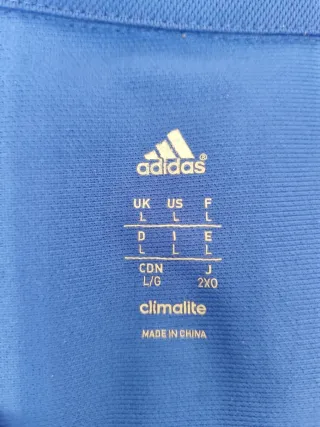 adidas®
UK US F
L L L
D I E
L L L
CDN J
L/G 2XO
climalite
MADE IN CHINA